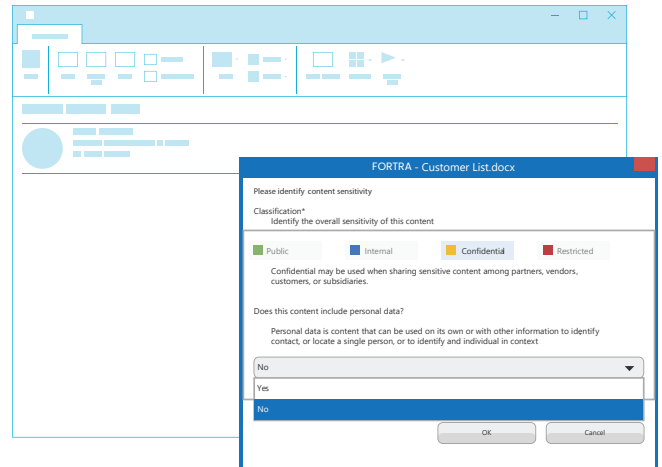 FORTRA - Customer List.docx
Please identify content sensitivity
Classification*
Identify the overall sensitivity of this content
Public
Internal
Confidential
Restricted
Confidential may be used when sharing sensitive content among partners, vendors,
customers, or subsidiaries.
Does this content include personal data?
Personal data is content that can be used on its own or with other information to identify
contact, or locate a single person, or to identify and individual in context
No
Yes
No
OK
Cancel